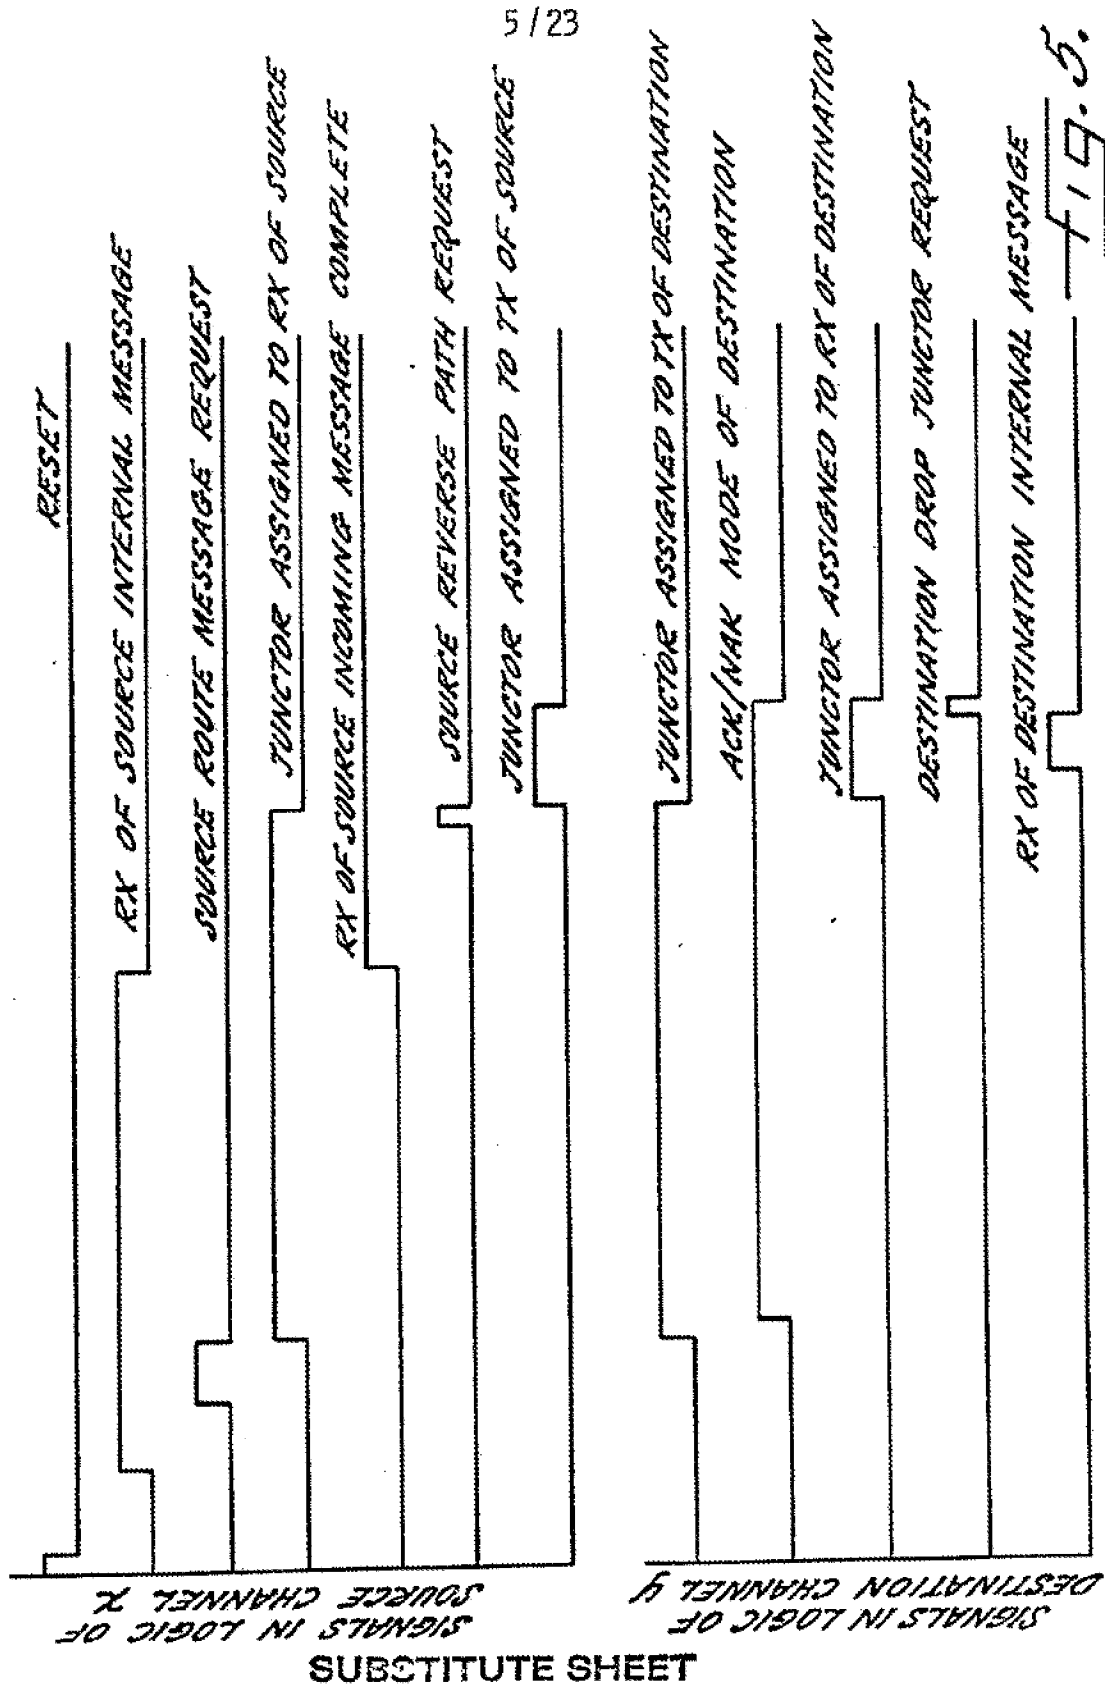 5/23
RESET
RX OF SOURCE INTERNAL MESSAGE
SOURCE ROUTE MESSAGE REQUEST
JUNCTOR ASSIGNED TO RX OF SOURCE
RX OF SOURCE INCOMING MESSAGE COMPLETE
SOURCE REVERSE PATH REQUEST
JUNCTOR ASSIGNED TO TX OF SOURCE
SIGNALS IN LOGIC OF
SOURCE CHANNEL x
JUNCTOR ASSIGNED TO TX OF DESTINATION
ACK/NAK MODE OF DESTINATION
JUNCTOR ASSIGNED TO RX OF DESTINATION
DESTINATION DROP JUNCTOR REQUEST
RX OF DESTINATION INTERNAL MESSAGE
SIGNALS IN LOGIC OF
DESTINATION CHANNEL y
Fig. 5.
SUBSTITUTE SHEET